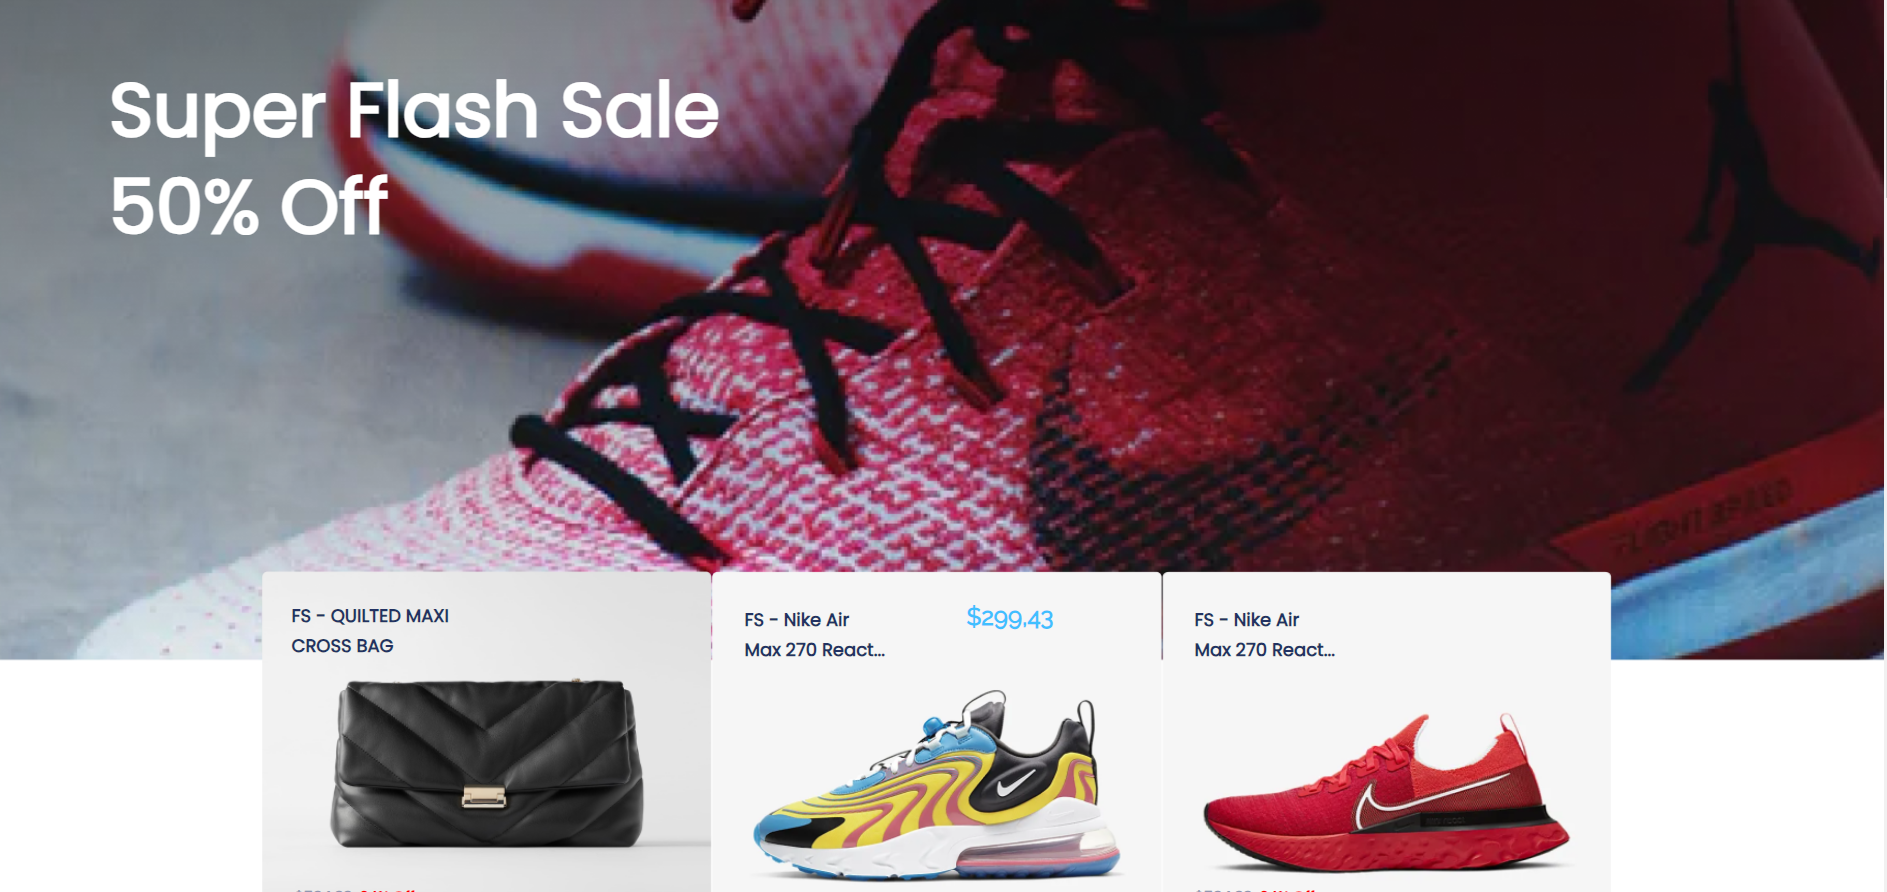 Super Flash Sale
50% Off
FS - QUILTED MAXI
CROSS BAG
FS - Nike Air
Max 270 React...
$299.43
FS - Nike Air
Max 270 React...